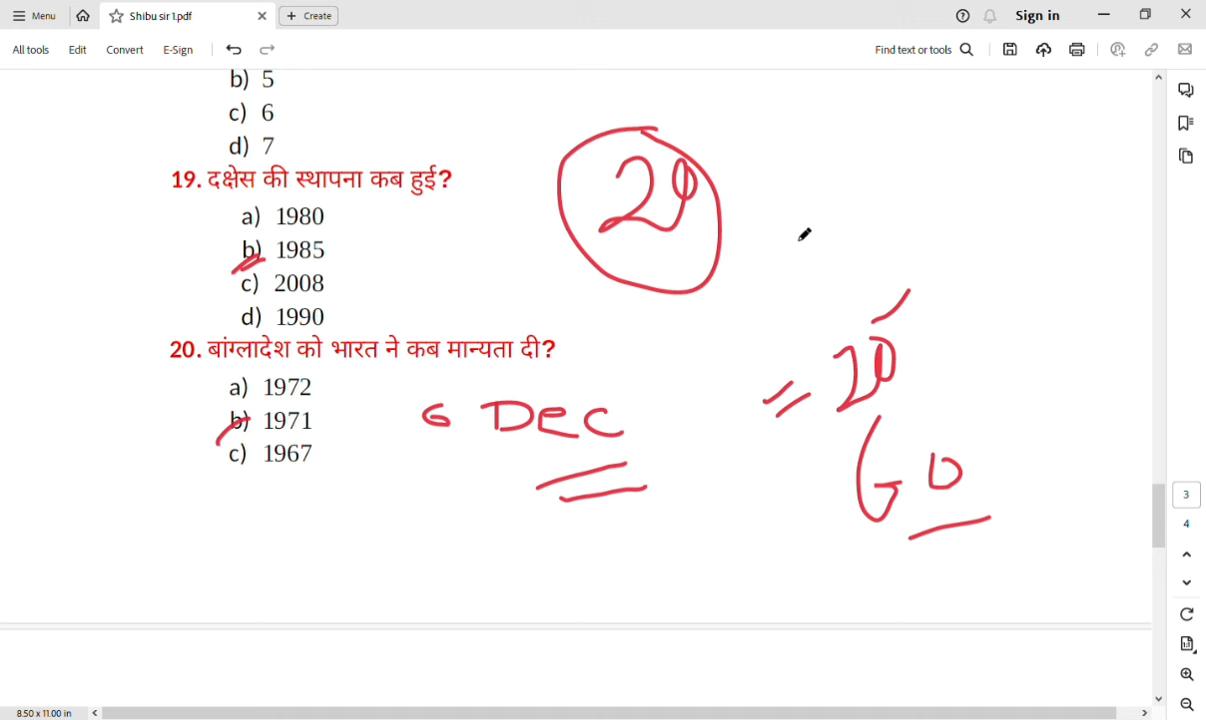 Menu
Shibu sir 1.pdf
Create
Sign in
All tools Edit Convert E-Sign
Find text or tools
b) 5
c) 6
d) 7
19. दक्षेस की स्थापना कब हुई?
a) 1980
b) 1985
c) 2008
d) 1990
20. बांग्लादेश को भारत ने कब मान्यता दी?
a) 1972
b) 1971
6 DEC
c) 1967
3
4
8.50 x 11.00 in